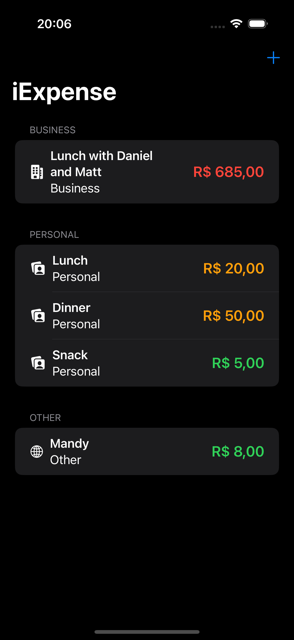 20:06
iExpense
BUSINESS
Lunch with Daniel
and Matt
Business
R$ 685,00
PERSONAL
Lunch
Personal
R$ 20,00
Dinner
Personal
R$ 50,00
Snack
Personal
R$ 5,00
OTHER
Mandy
Other
R$ 8,00